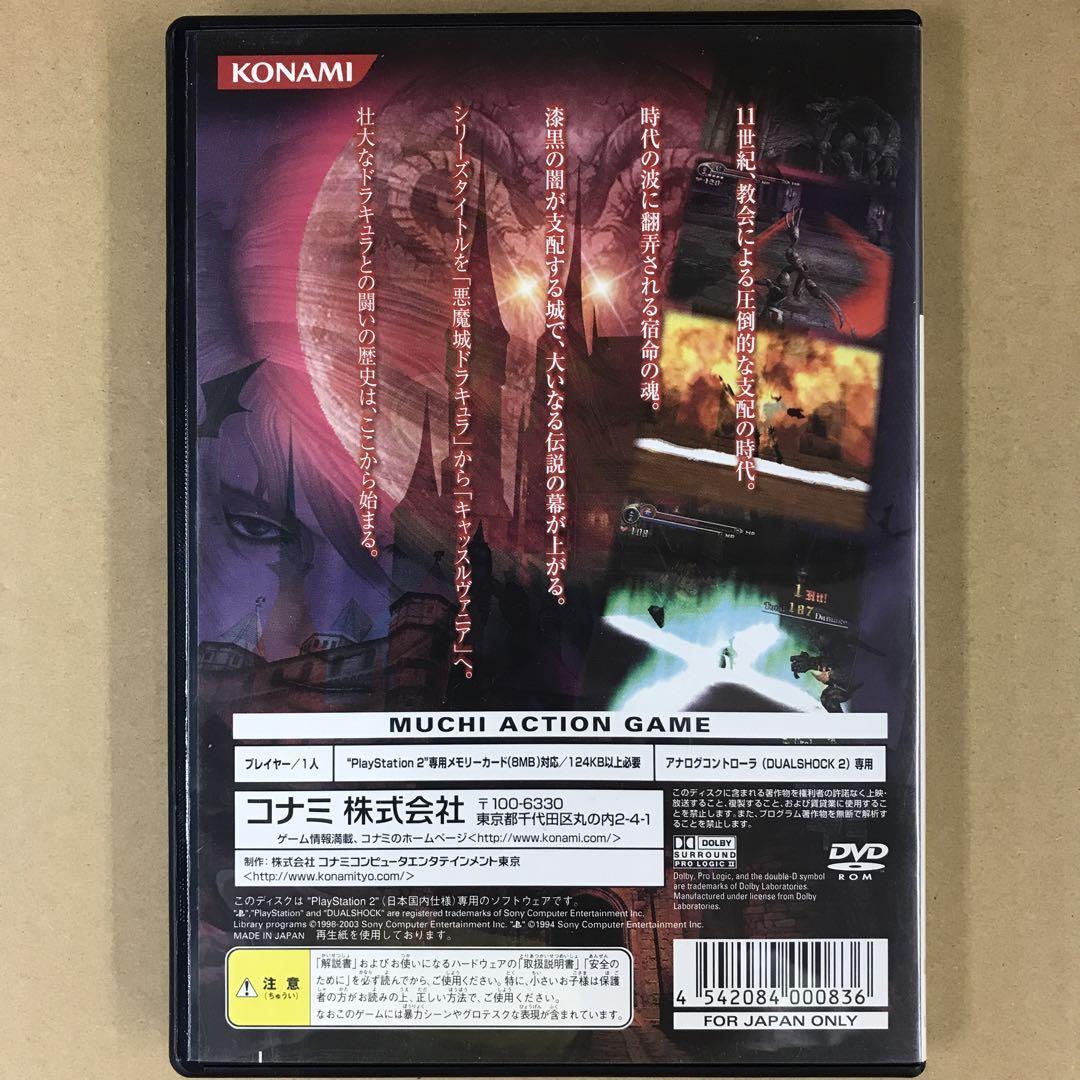 KONAMI
11世紀、教会による圧倒的な支配の時代。
時代の波に翻弄される宿命の魂。
漆黒の闇が支配する城で、大いなる伝説の幕が上がる。
シリーズタイトルを「悪魔城ドラキュラ」から「キャッスルヴァニア」へ。
壮大なドラキュラとの闘いの歴史は、ここから始まる。
120
108
1 Hit!
187 Damage
MUCHI ACTION GAME
プレイヤー/1人
"PlayStation 2"専用メモリーカード(8MB)対応/124KB以上必要
アナログコントローラ(DUALSHOCK 2)専用
コナミ 株式会社 〒100-6330
東京都千代田区丸の内2-4-1
ゲーム情報満載、コナミのホームページ<http://www.konami.com/>
制作:株式会社 コナミコンピュータエンタテインメント東京
<http://www.konamityo.com/>
このディスクに含まれる著作物を権利者の許諾なく上映・
放送すること、複製すること、および賃貸業に使用するこ
とを禁止します。また、プログラム著作物を無断で解析す
ることを禁止します。
DOLBY
SURROUND
PRO LOGIC II
DVD
ROM
Dolby, Pro Logic, and the double-D symbol
are trademarks of Dolby Laboratories.
Manufactured under license from Dolby
Laboratories.
このディスクは "PlayStation 2"(日本国内仕様)専用のソフトウェアです。
"PS","PlayStation" and "DUALSHOCK" are registered trademarks of Sony Computer Entertainment Inc.
Library programs ©1998-2003 Sony Computer Entertainment Inc. "PS" ©1994 Sony Computer Entertainment Inc.
MADE IN JAPAN 再生紙を使用しております。
注意
(ちゅうい)
「解説書」およびお使いになるハードウェアの「取扱説明書」「安全の
ために」を必ず読んでから、ご使用ください。特に、小さいお子様は保護
者の方がお読みの上、正しい方法で、ご使用ください。
なおこのゲームには暴力シーンやグロテスクな表現が含まれています。
4 542084 000836
FOR JAPAN ONLY